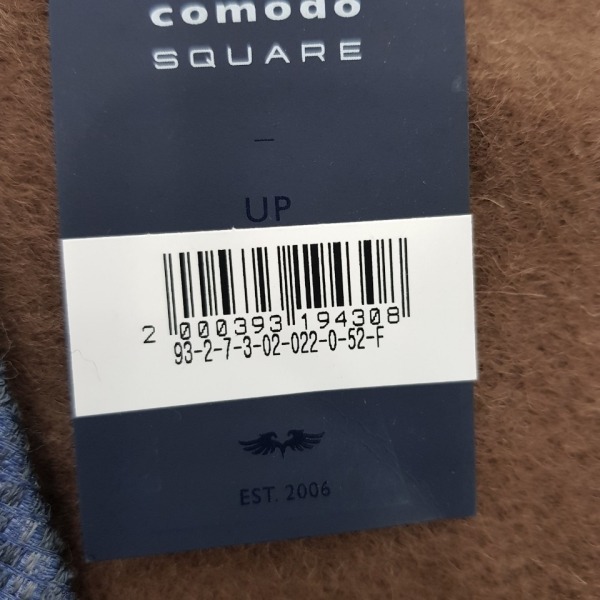 comodo
SQUARE
UP
2 000393 194308
93-2-7-3-02-022-0-52-F
EST. 2006